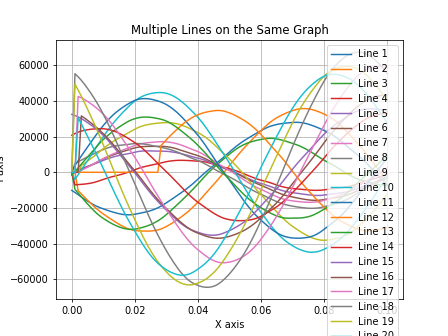 Multiple Lines on the Same Graph
60000
40000
20000
0
−20000
−40000
−60000
0.00
0.02
0.04
0.06
X axis
axis
Line 1
Line 2
Line 3
Line 4
Line 5
Line 6
Line 7
Line 8
Line 9
Line 10
Line 11
Line 12
Line 13
Line 14
Line 15
Line 16
Line 17
Line 18
Line 19
Line 20